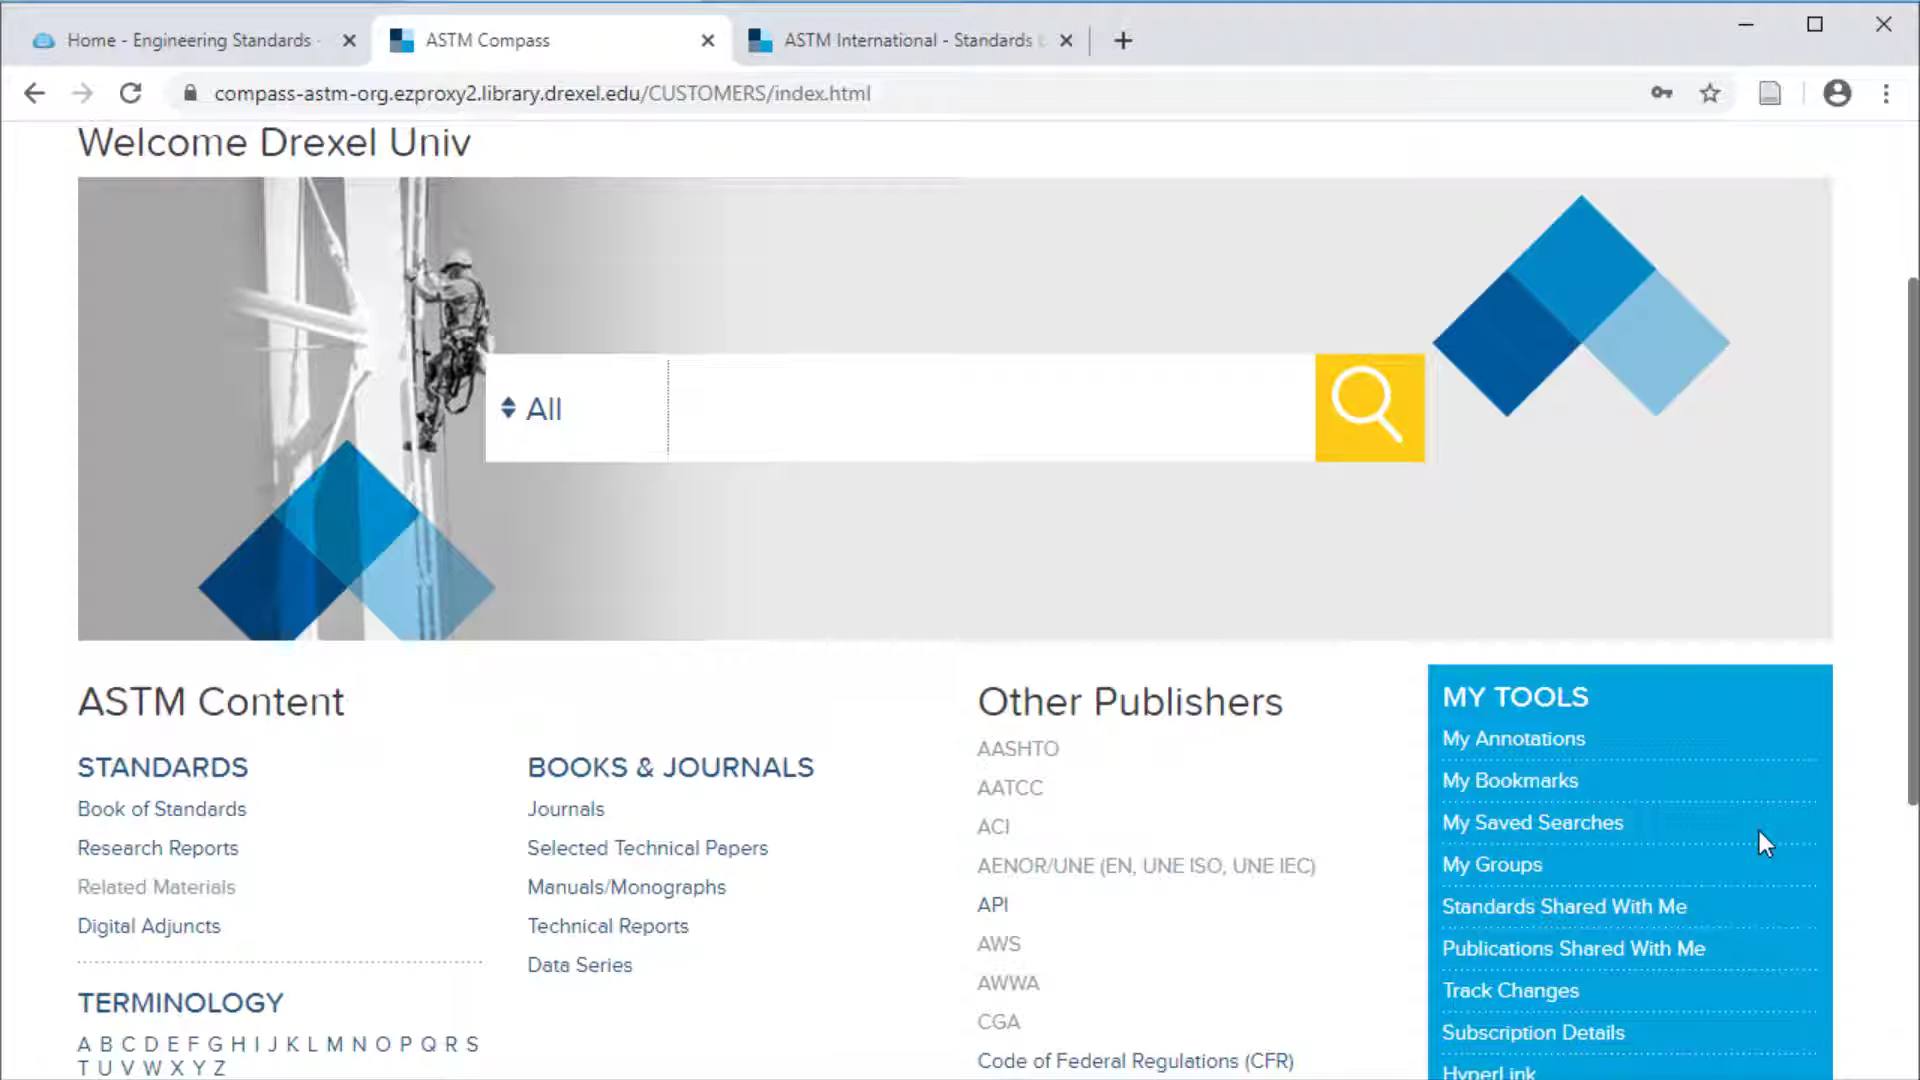 Home - Engineering Standards -
ASTM Compass
ASTM International - Standards
compass-astm-org.ezproxy2.library.drexel.edu/CUSTOMERS/index.html
Welcome Drexel Univ
All
ASTM Content
STANDARDS
Book of Standards
Research Reports
Related Materials
Digital Adjuncts
TERMINOLOGY
A B C D E F G H I J K L M N O P Q R S
T U V W X Y Z
BOOKS & JOURNALS
Journals
Selected Technical Papers
Manuals/Monographs
Technical Reports
Data Series
Other Publishers
AASHTO
AATCC
ACI
AENOR/UNE (EN, UNE ISO, UNE IEC)
API
AWS
AWWA
CGA
Code of Federal Regulations (CFR)
MY TOOLS
My Annotations
My Bookmarks
My Saved Searches
My Groups
Standards Shared With Me
Publications Shared With Me
Track Changes
Subscription Details
HyperLink